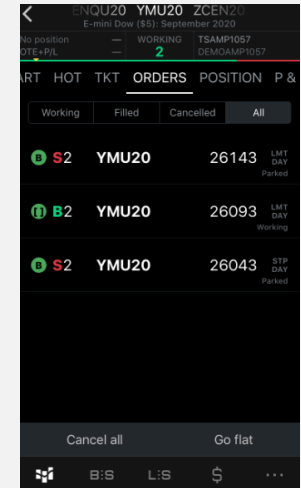 ENQU20 YMU20 ZCEN20
E-mini Dow ($5): September 2020
No position — WORKING TSAMP1057
OTE+P/L — 2 DEMOAMP1057
ART HOT TKT ORDERS POSITION P &
Working Filled Cancelled All
B S2 YMU20 26143 LMT DAY
Parked
B2 YMU20 26093 LMT DAY
Working
B S2 YMU20 26043 STP DAY
Parked
Cancel all Go flat
B:S L:S $ ...